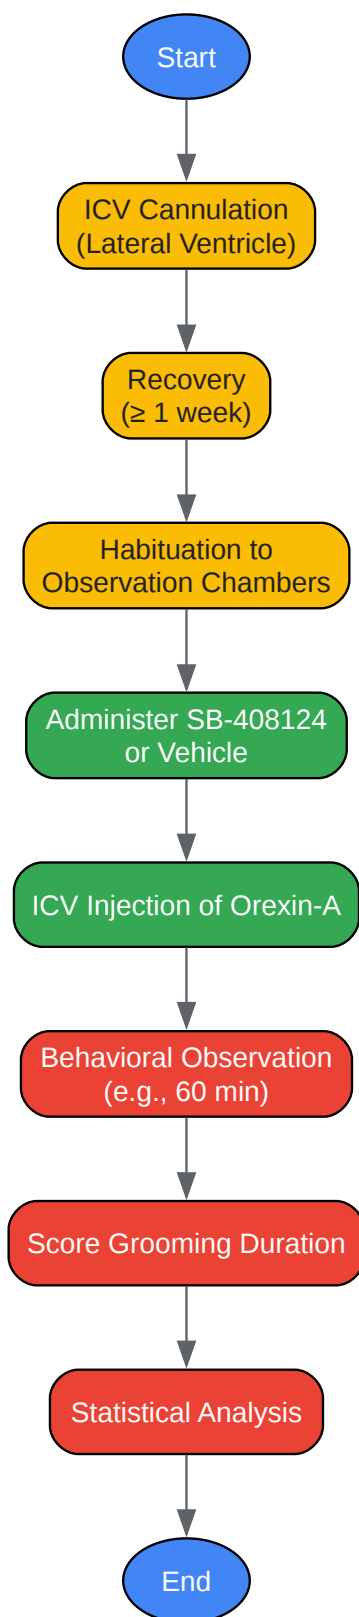 Start
ICV Cannulation
(Lateral Ventricle)
Recovery
(≥ 1 week)
Habituation to
Observation Chambers
Administer SB-408124
or Vehicle
ICV Injection of Orexin-A
Behavioral Observation
(e.g., 60 min)
Score Grooming Duration
Statistical Analysis
End